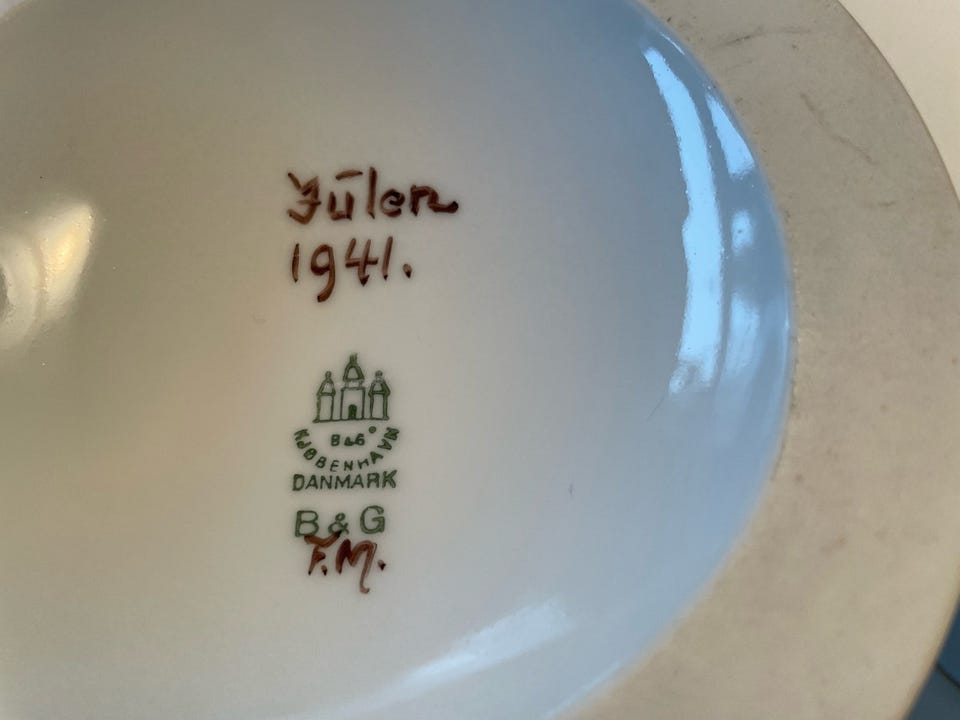 Julen
1941.
B&G
KJØBENHAVN
DANMARK
B & G
F.M.